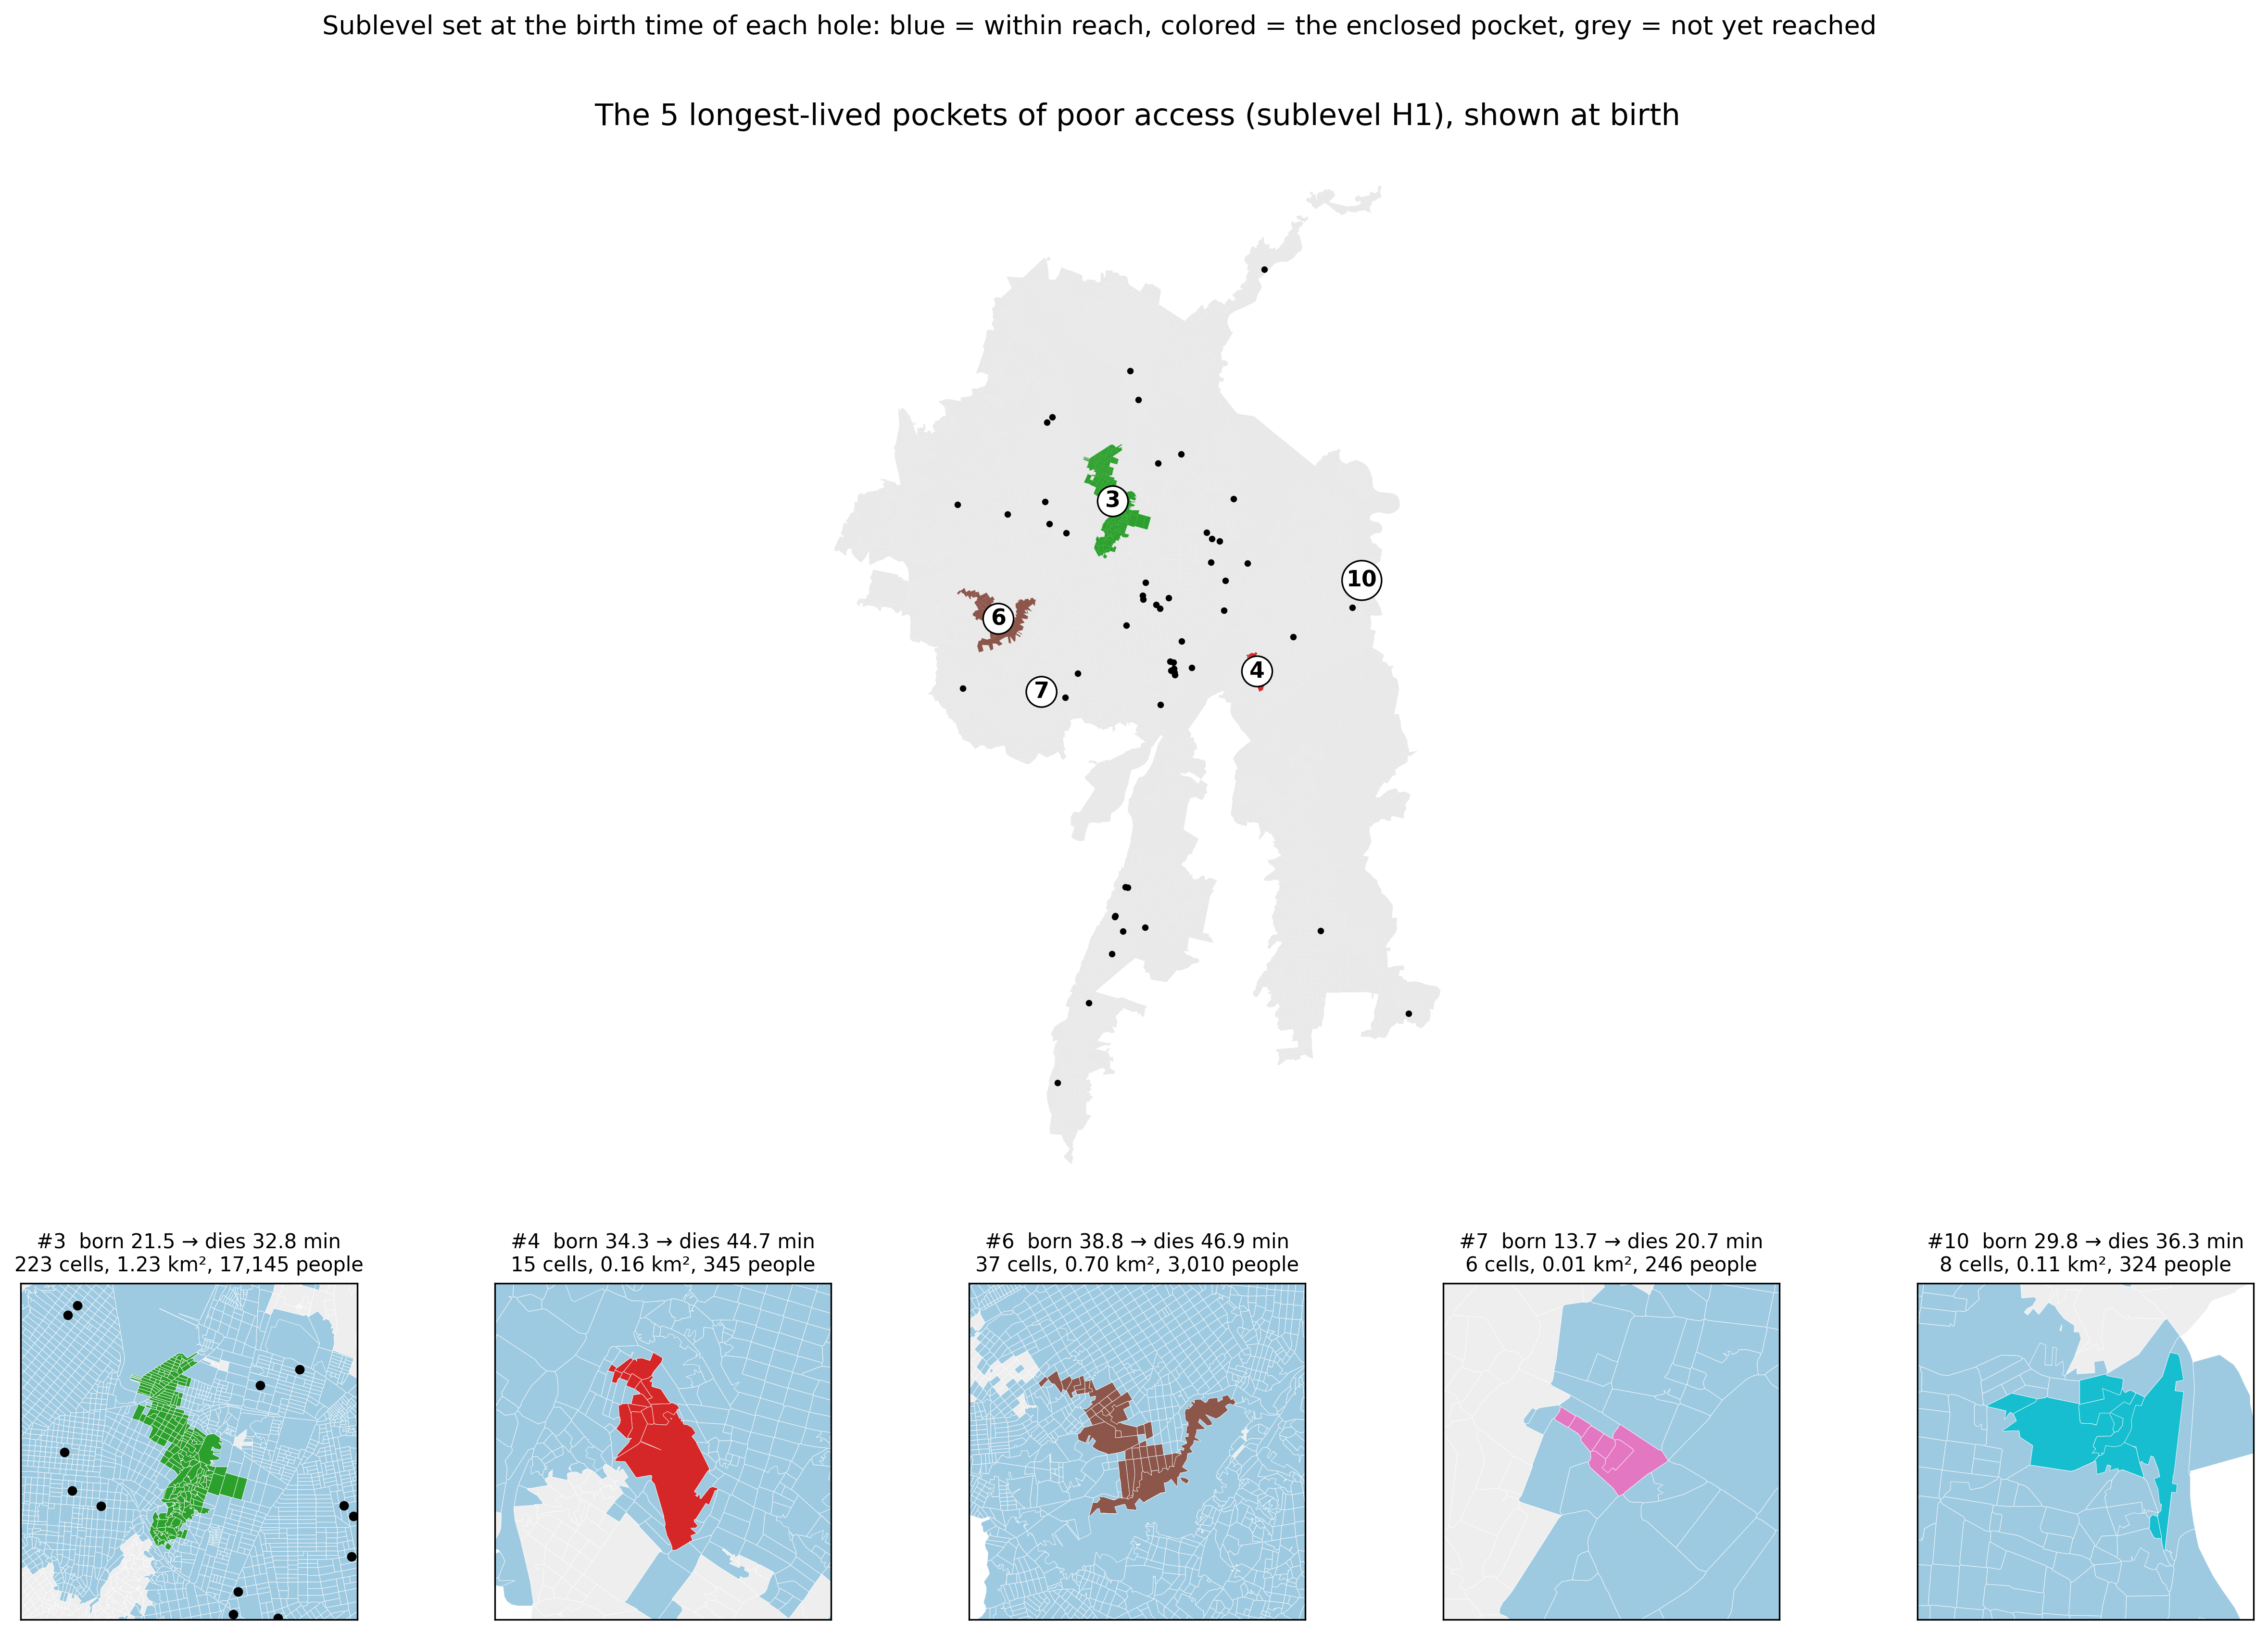 Sublevel set at the birth time of each hole: blue = within reach, colored = the enclosed pocket, grey = not yet reached
The 5 longest-lived pockets of poor access (sublevel H1), shown at birth
3
10
6
4
7
#3  born 21.5 → dies 32.8 min
223 cells, 1.23 km², 17,145 people
#4  born 34.3 → dies 44.7 min
15 cells, 0.16 km², 345 people
#6  born 38.8 → dies 46.9 min
37 cells, 0.70 km², 3,010 people
#7  born 13.7 → dies 20.7 min
6 cells, 0.01 km², 246 people
#10  born 29.8 → dies 36.3 min
8 cells, 0.11 km², 324 people